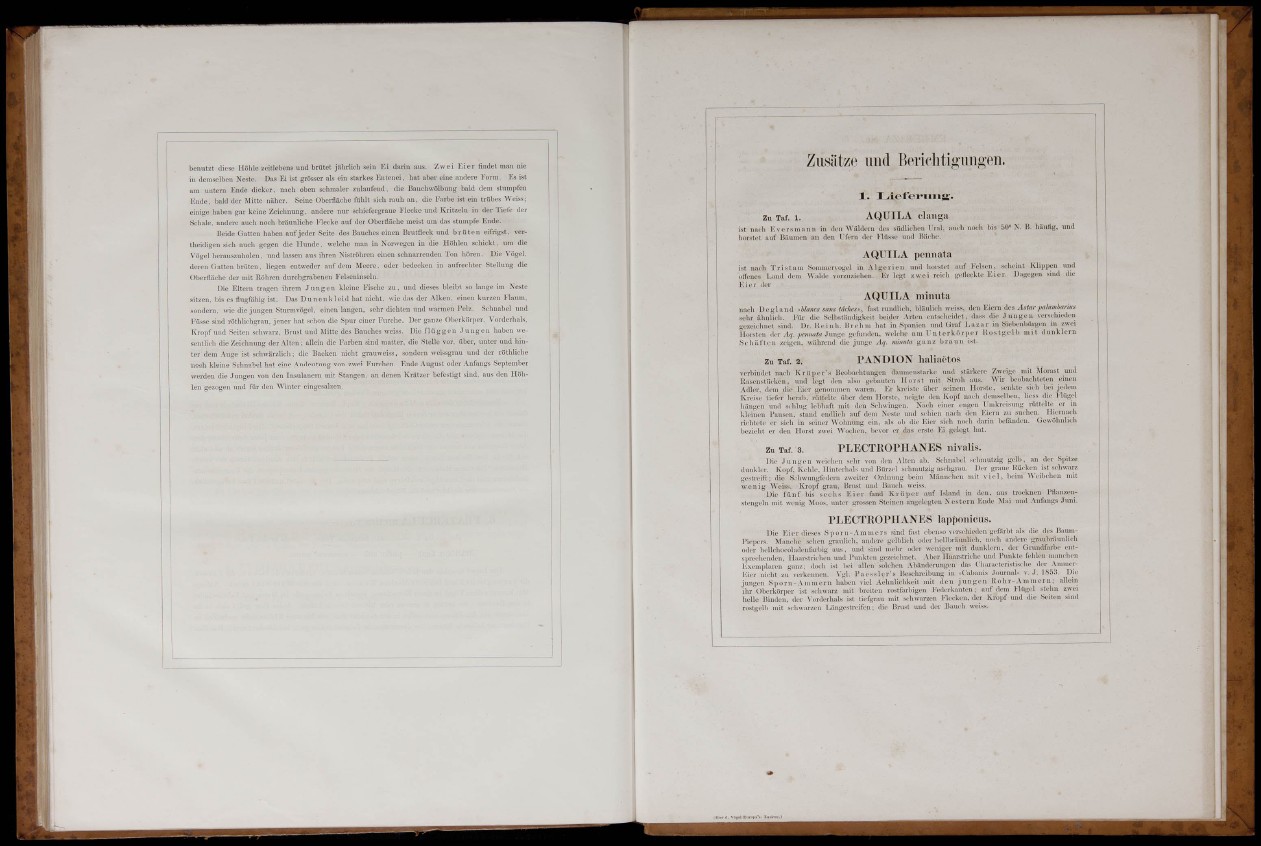 benutzt diese Höhle zeitlebens und brütet jährlich sein Ei darin aus. Zwei Eier findet man nie
in demselben Neste. Das Ei ist grösser als ein starkes Entenei, hat aber eine andere Form. Es ist
am untern Ende dicker, nach oben schmaler zulaufend, die Bauchwölbung bald dem stumpfen
Ende, bald der Mitte näher. Seine Oberfläche fühlt sich rauh an, die Farbe ist ein trübes Weiss;
einige haben gar keine Zeichnung, andere nur schiefergraue Flecke und Kritzeln in der Tiefe der
Schale, andere auch noch bräunliche Flecke auf der Oberfläche meist um das stumpfe Ende.
Beide Gatten haben auf jeder Seite des Bauches einen Brutfleck und brüten eifrigst, ver-
theidigen sich auch gegen die Hunde, welche man in Norwegen in die Höhlen schickt, um die
Vögel herauszuholen, und lassen aus ihren Niströhren einen schnarrenden Ton hören. Die Vögel,
deren Gatten brüten, liegen entweder auf dem Meere, oder bedecken in aufrechter Stellung die
Oberfläche der mit Röhren durchgrabenen Felseninseln.
Die Eltern tragen ihrem Jungen kleine Fische zu, und dieses bleibt so lange im Neste
sitzen, bis es flugfähig ist. Das Dunenkleid hat nicht, wie das der Alken, einen kurzen Flaum,
sondern, wie die jungen Sturmvögel, einen langen, sehr dichten und warmen Pelz. Schnabel und
Füsse sind röthlichgrau, jener hat schon die Spur einer Furche. Der ganze Oberkörper, Vorderhals,
Kropf und Seiten schwarz, Brust und Mitte des Bauches weiss. Die flüggen Jungen haben we-
sentlich die Zeichnung der Alten; allein die Farben sind matter, die Stelle vor, über, unter und hin-
ter dem Auge ist schwärzlich; die Backen nicht grauweiss, sondern weissgrau und der röthliche
noch kleine Schnabel hat eine Andeutung von zwei Furchen. Ende August oder Anfangs September
werden die Jungen von den Insulanern mit Stangen, an denen Krätzer befestigt sind, aus den Höh-
len gezogen und für den Winter eingesalzen.
Zusätze und Berichtigungen.
1. Lieferung.
Zu Taf. 1. AQUILA clanga
ist nach Eversmann in den Wäldern des südlichen Ural, auch noch bis 56° N. B. häufig, und
horstet auf Bäumen an den Ufern der Flüsse und Bäche.
AQUILA pennata
ist nach Tristam Sommervogel in Algerien und horstet auf Felsen, scheint Klippen und
offenes Land dem Walde vorzuziehen. Er legt zwei reich gefleckte Eier. Dagegen sind die
Eier der
AQUILA minuta
nach Degland »blancs sans taches«, fast rundlich, bläulich weiss, den Eiern des Astur palumbarius
sehr ähnlich. Für die Selbständigkeit beider Arten entscheidet, dass die Jungen verschieden
gezeichnet sind. Dr. Reinh. Brehm hat in Spanien und Graf Lazar in Siebenbürgen in zwei
Horsten der Aq. pennata Junge gefunden, welche am Unterkörper Rostgelb mit dunklern
Schäften zeigen, während die junge Aq. minuta ganz braun ist.
Zu Taf. 2. PANDION haliaëtos
verbindet nach Krüper's Beobachtungen daumenstarke und stärkere Zweige mit Monst und
Rasenstücken, und legt den also gebauten Horst mit Stroh aus. Wir beobachteten einen
Adler, dem die Eier genommen waren. Er kreiste über seinem Horste, senkte sich bei jedem
Kreise tiefer herab, rüttelte über dem Horste, neigte den Kopf nach demselben, liess die Flügel
hängen und schlug lebhaft mit den Schwingen. Nach einer engen Umkreisung rüttelte er in
kleinen Pausen, stand endlich auf dem Neste und schien nach den Eiern zu suchen. Hiernach
richtete er sich in seiner Wohnung ein, als ob die Eier sich noch darin befänden. Gewöhnlich
bezieht er den Horst zwei Wochen, bevor er das erste Ei gelegt hat.
Zu Taf. 3. PLECTROPHANES nivalis.
Die Jungen weichen sehr von den Alten ab. Schnabel schmutzig gelb, an der Spitze
dunkler. Kopf, Kehle, Hinterhals und Bürzel schmutzig aschgrau. Der graue Rücken ist schwarz
gestreift; die Schwungfedern zweiter Ordnung beim Männchen mit viel, beim Weibchen mit
wenig Weiss. Kropf grau, Brust und Bauch weiss.
Die fünf bis sechs Eier fand Krüper auf Island in den, aus trocknen Pflanzen-
stengeln mit wenig Moos, unter grossen Steinen angelegten Nestern Ende Mai und Anfangs Juni.
PLECTROPHANES lapponicus.
Die Eier dieses Sporn-Ammers sind fast ebenso verschieden gefärbt als die des Baum-
Piepers. Manche sehen graulich, andere gelblich oder hellbräunlich, noch andere graubräunlich
oder hellchocoladenfarbig aus, und sind mehr oder weniger mit dunklern, der Grundfarbe ent-
sprechenden, Haarstrichen und Punkten gezeichnet. Aber Haarstriche und Punkte fehlen manchen
Exemplaren ganz; doch ist bei allen solchen Abänderungen das Characteristische der Ammer-
Eier nicht zu verkennen. Vgl. Paessler's Beschreibung in »Cabanis Journal« v. J. 1853. Die
jungen Sporn-Ammern haben viel Aehnlichkeit mit den jungen Rohr-Ammern; allein
ihr Oberkörper ist schwarz mit breiten rostfarbigen Federkanten; auf dem Flügel stehn zwei
helle Binden, der Vorderhals ist tiefgrau mit schwarzen Flecken, der Kropf und die Seiten sind
rostgelb mit schwarzen Längestreifen; die Brust und der Bauch weiss.